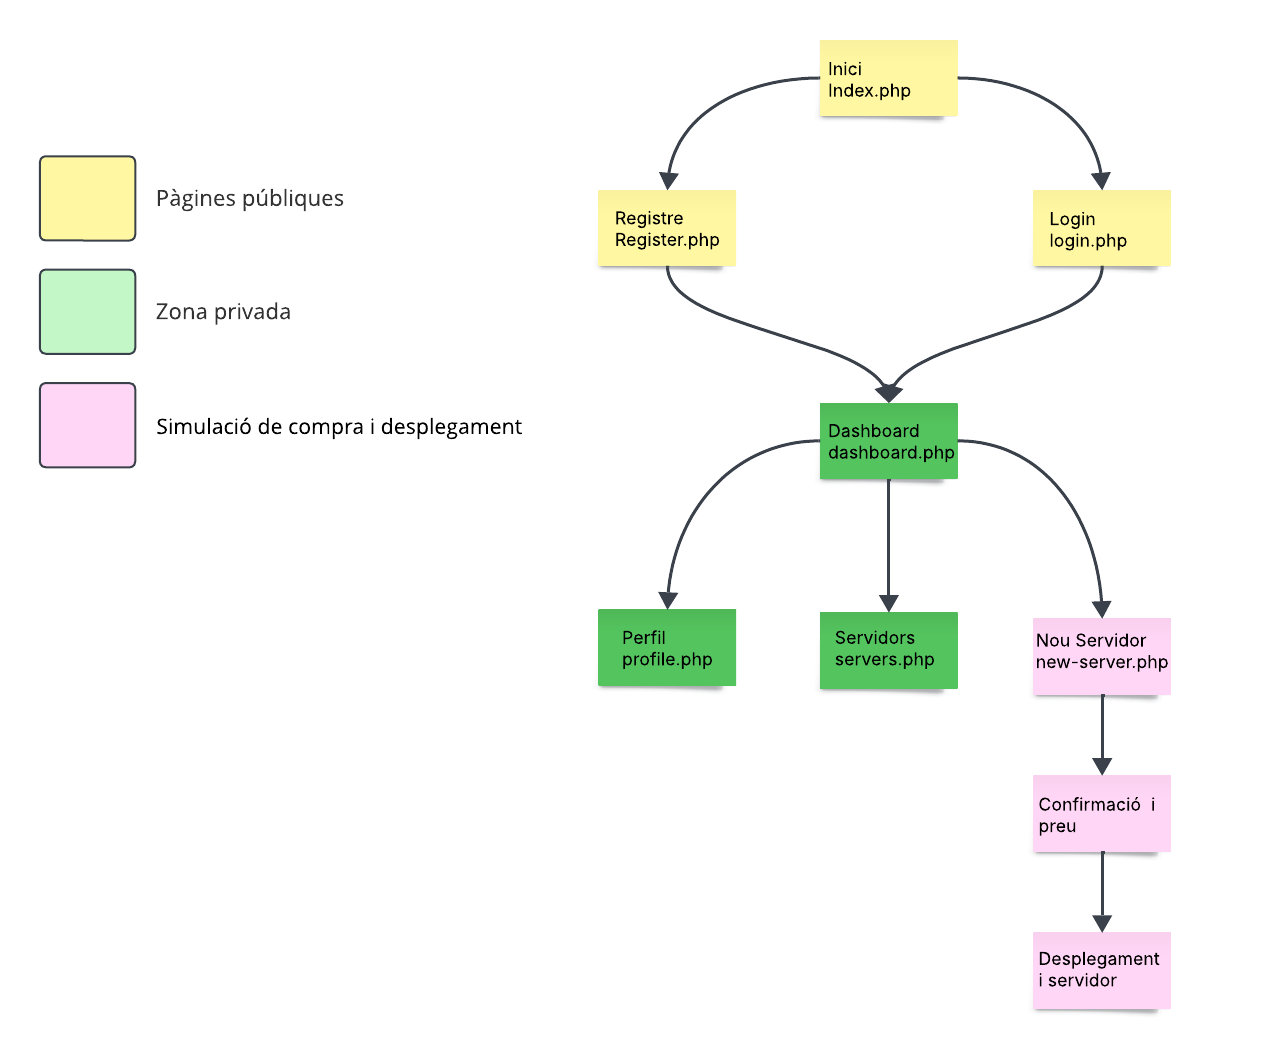 Inici
Index.php
Pàgines públiques
Registre
Register.php
Login
login.php
Zona privada
Simulació de compra i desplegament
Dashboard
dashboard.php
Perfil
profile.php
Servidors
servers.php
Nou Servidor
new-server.php
Confirmació  i
preu
Desplegament
i servidor